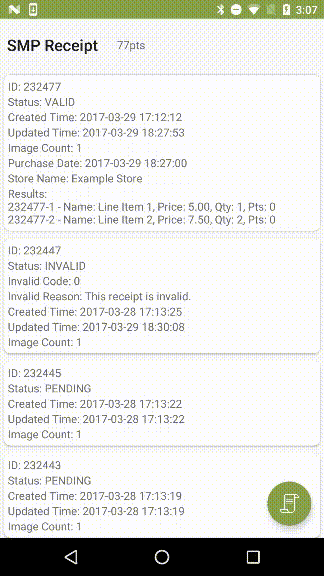 3:07
SMP Receipt 77pts
ID: 232477
Status: VALID
Created Time: 2017-03-29 17:12:12
Updated Time: 2017-03-29 18:27:53
Image Count: 1
Purchase Date: 2017-03-29 18:27:00
Store Name: Example Store
Results:
232477-1 - Name: Line Item 1, Price: 5.00, Qty: 1, Pts: 0
232477-2 - Name: Line Item 2, Price: 7.50, Qty: 2, Pts: 0
ID: 232447
Status: INVALID
Invalid Code: 0
Invalid Reason: This receipt is invalid.
Created Time: 2017-03-28 17:13:25
Updated Time: 2017-03-29 18:30:08
Image Count: 1
ID: 232445
Status: PENDING
Created Time: 2017-03-28 17:13:22
Updated Time: 2017-03-28 17:13:22
Image Count: 1
ID: 232443
Status: PENDING
Created Time: 2017-03-28 17:13:19
Updated Time: 2017-03-28 17:13:19
Image Count: 1